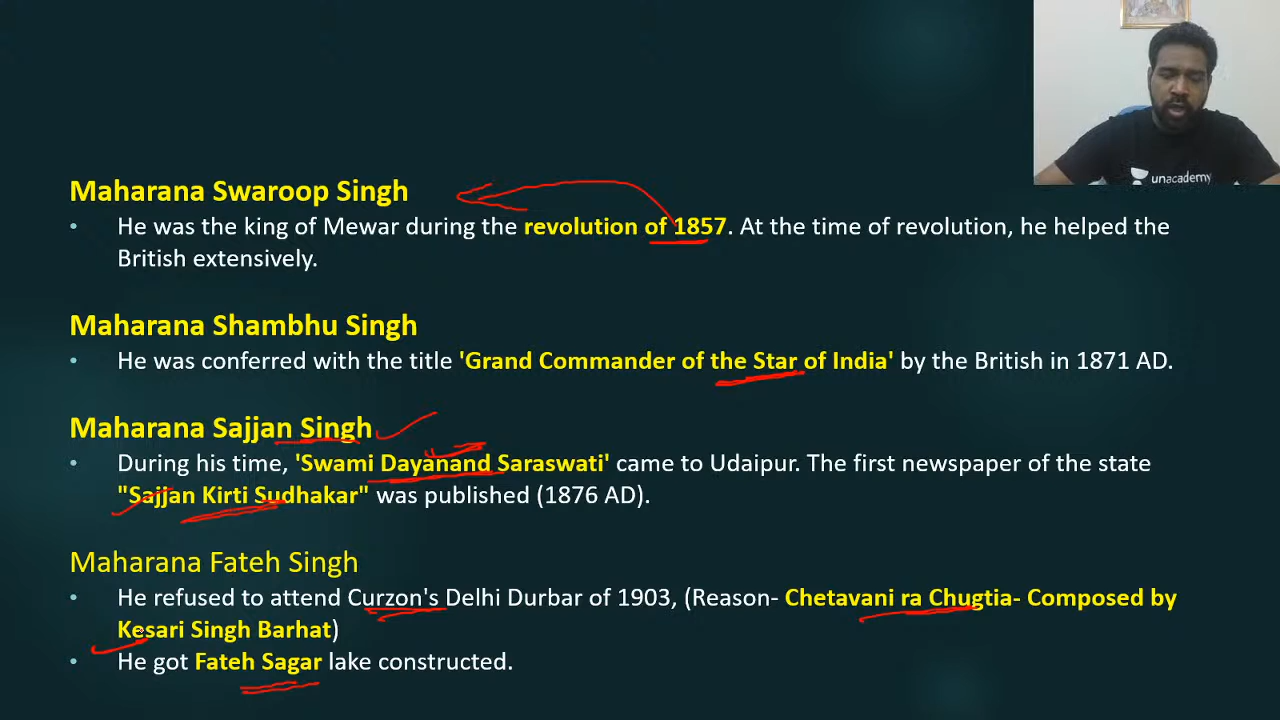 unacademy
Maharana Swaroop Singh
• He was the king of Mewar during the revolution of 1857. At the time of revolution, he helped the
British extensively.
Maharana Shambhu Singh
• He was conferred with the title 'Grand Commander of the Star of India' by the British in 1871 AD.
Maharana Sajjan Singh
• During his time, 'Swami Dayanand Saraswati' came to Udaipur. The first newspaper of the state
"Sajjan Kirti Sudhakar" was published (1876 AD).
Maharana Fateh Singh
• He refused to attend Curzon's Delhi Durbar of 1903, (Reason- Chetavani ra Chugtia- Composed by
Kesari Singh Barhat)
• He got Fateh Sagar lake constructed.